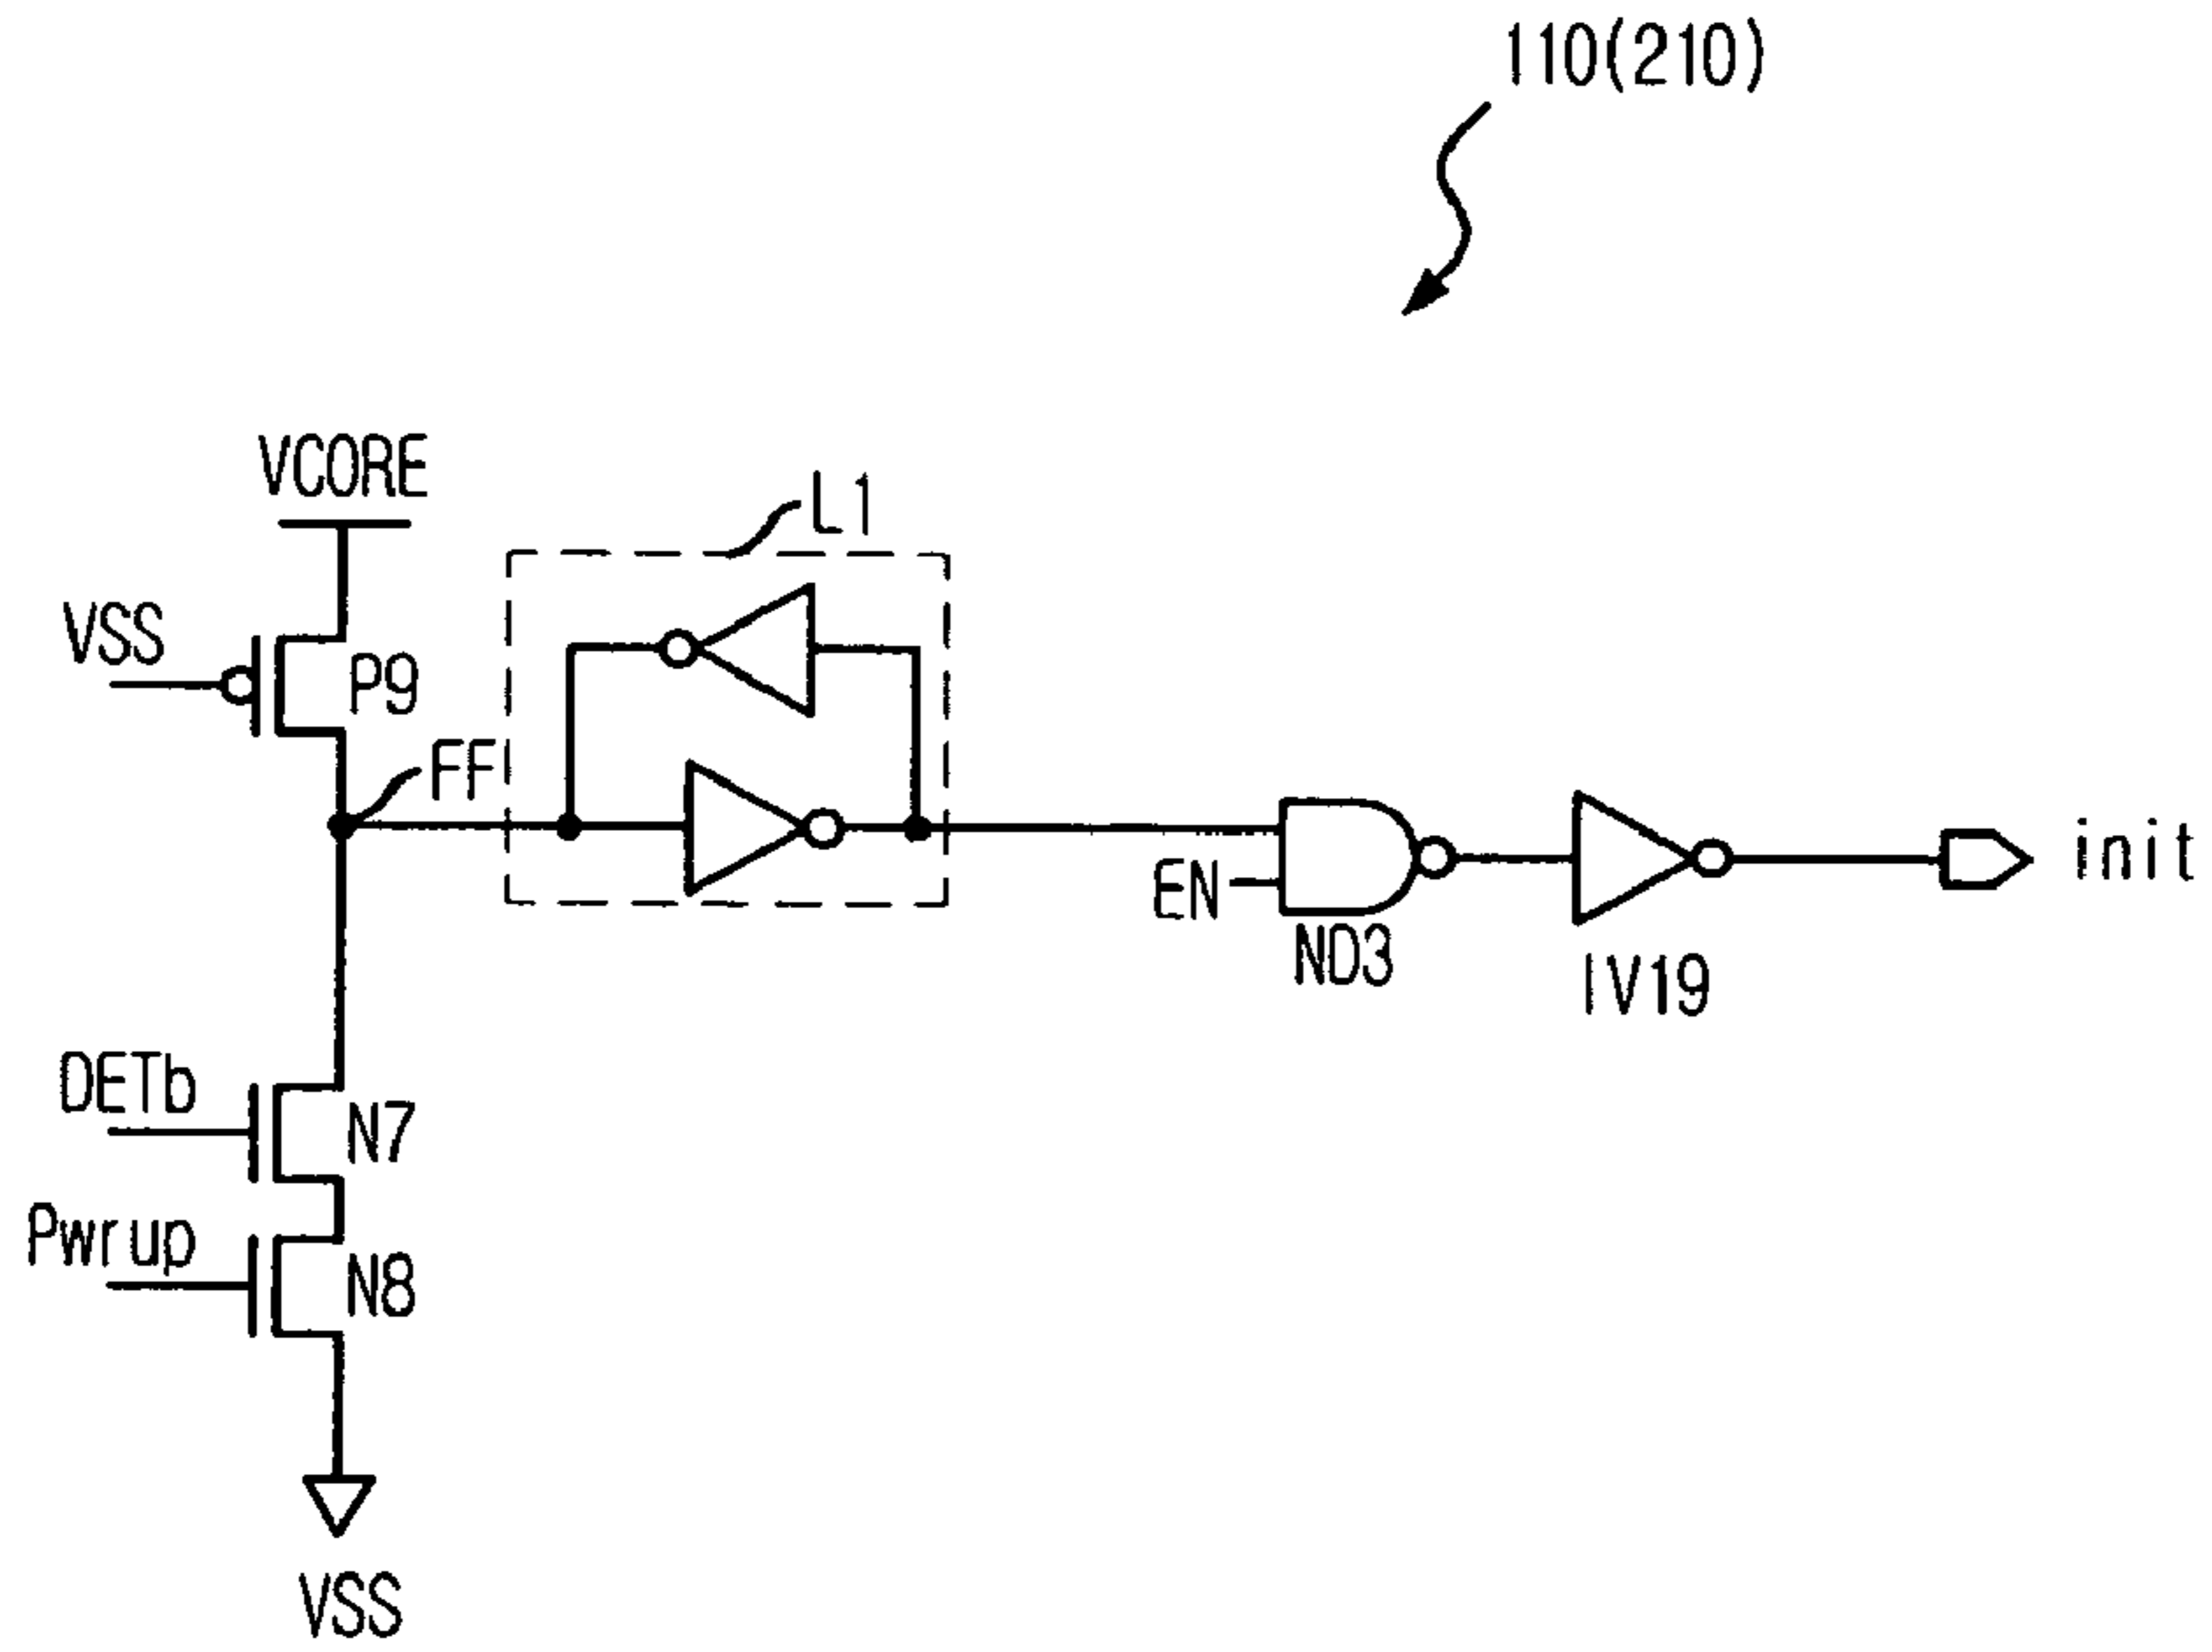 110(210)
VCORE
L1
VSS
P9
FF
EN
ND3
IV19
init
DETb
N7
Pwrup
N8
VSS